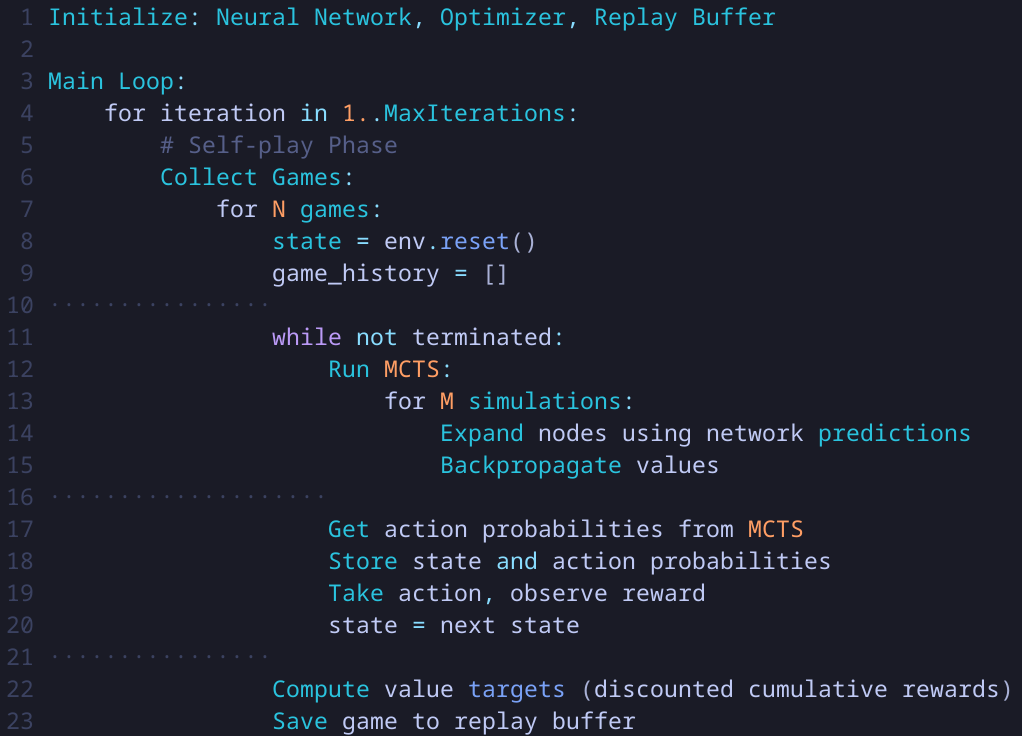 1 Initialize: Neural Network, Optimizer, Replay Buffer
2
3 Main Loop:
4     for iteration in 1..MaxIterations:
5         # Self-play Phase
6         Collect Games:
7             for N games:
8                 state = env.reset()
9                 game_history = []
10 ················
11                 while not terminated:
12                     Run MCTS:
13                         for M simulations:
14                             Expand nodes using network predictions
15                             Backpropagate values
16 ····················
17                     Get action probabilities from MCTS
18                     Store state and action probabilities
19                     Take action, observe reward
20                     state = next state
21 ················
22                 Compute value targets (discounted cumulative rewards)
23                 Save game to replay buffer